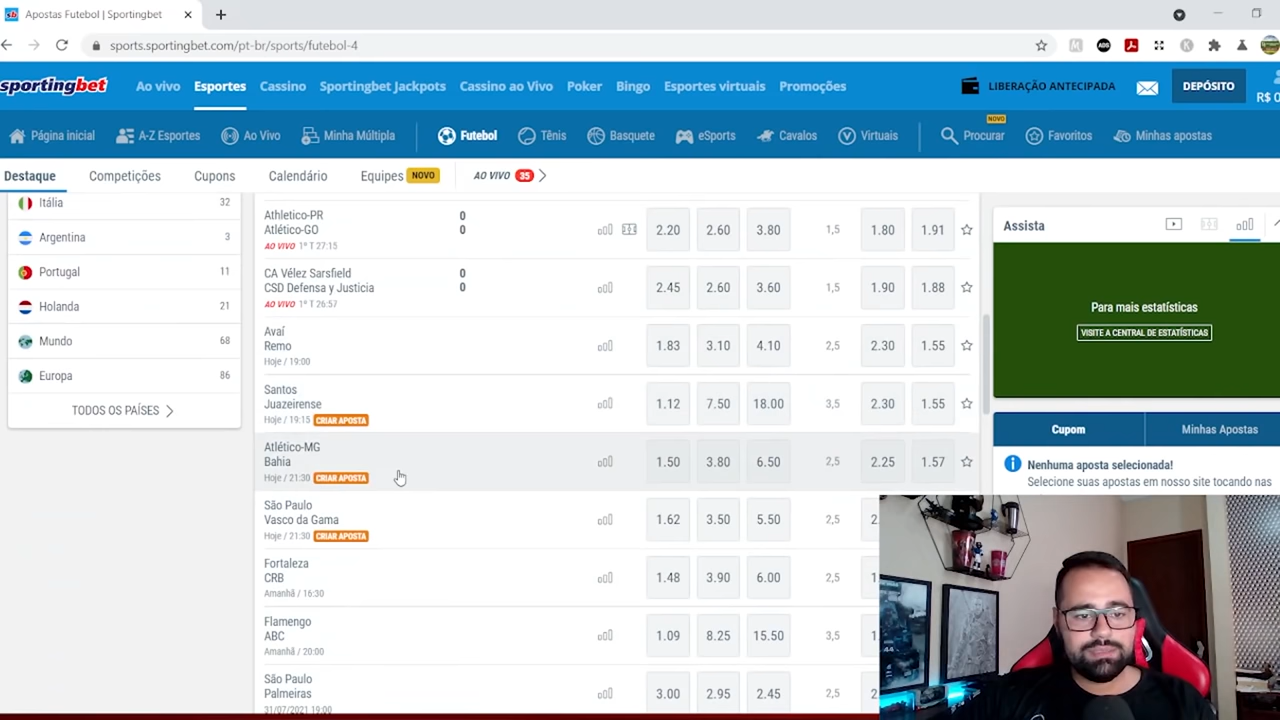 Apostas Futebol | Sportingbet
sports.sportingbet.com/pt-br/sports/futebol-4
sportingbet Ao vivo Esportes Cassino Sportingbet Jackpots Cassino ao Vivo Poker Bingo Esportes virtuais Promoções LIBERAÇÃO ANTECIPADA DEPÓSITO
R$ 0
NOVO
Página inicial A-Z Esportes Ao Vivo Minha Múltipla Futebol Tênis Basquete eSports Cavalos Virtuais Procurar Favoritos Minhas apostas
Destaque Competições Cupons Calendário Equipes NOVO AO VIVO 35
Itália 32
Argentina 3
Portugal 11
Holanda 21
Mundo 68
Europa 86
TODOS OS PAÍSES
Athletico-PR 0
Atlético-GO 0
AO VIVO 1º T 27:15
2.20 2.60 3.80 1,5 1.80 1.91
CA Vélez Sarsfield 0
CSD Defensa y Justicia 0
AO VIVO 1º T 26:57
2.45 2.60 3.60 1,5 1.90 1.88
Avaí
Remo
Hoje / 19:00
1.83 3.10 4.10 2,5 2.30 1.55
Santos
Juazeirense
Hoje / 19:15 CRIAR APOSTA
1.12 7.50 18.00 3,5 2.30 1.55
Atlético-MG
Bahia
Hoje / 21:30 CRIAR APOSTA
1.50 3.80 6.50 2,5 2.25 1.57
São Paulo
Vasco da Gama
Hoje / 21:30 CRIAR APOSTA
1.62 3.50 5.50 2,5 2.
Fortaleza
CRB
Amanhã / 16:30
1.48 3.90 6.00 2,5 1.
Flamengo
ABC
Amanhã / 20:00
1.09 8.25 15.50 3,5 1.
São Paulo
Palmeiras
31/07/2021 19:00
3.00 2.95 2.45 2,5 2.
Assista
Para mais estatísticas
VISITE A CENTRAL DE ESTATÍSTICAS
Cupom Minhas Apostas
Nenhuma aposta selecionada!
Selecione suas apostas em nosso site tocando nas